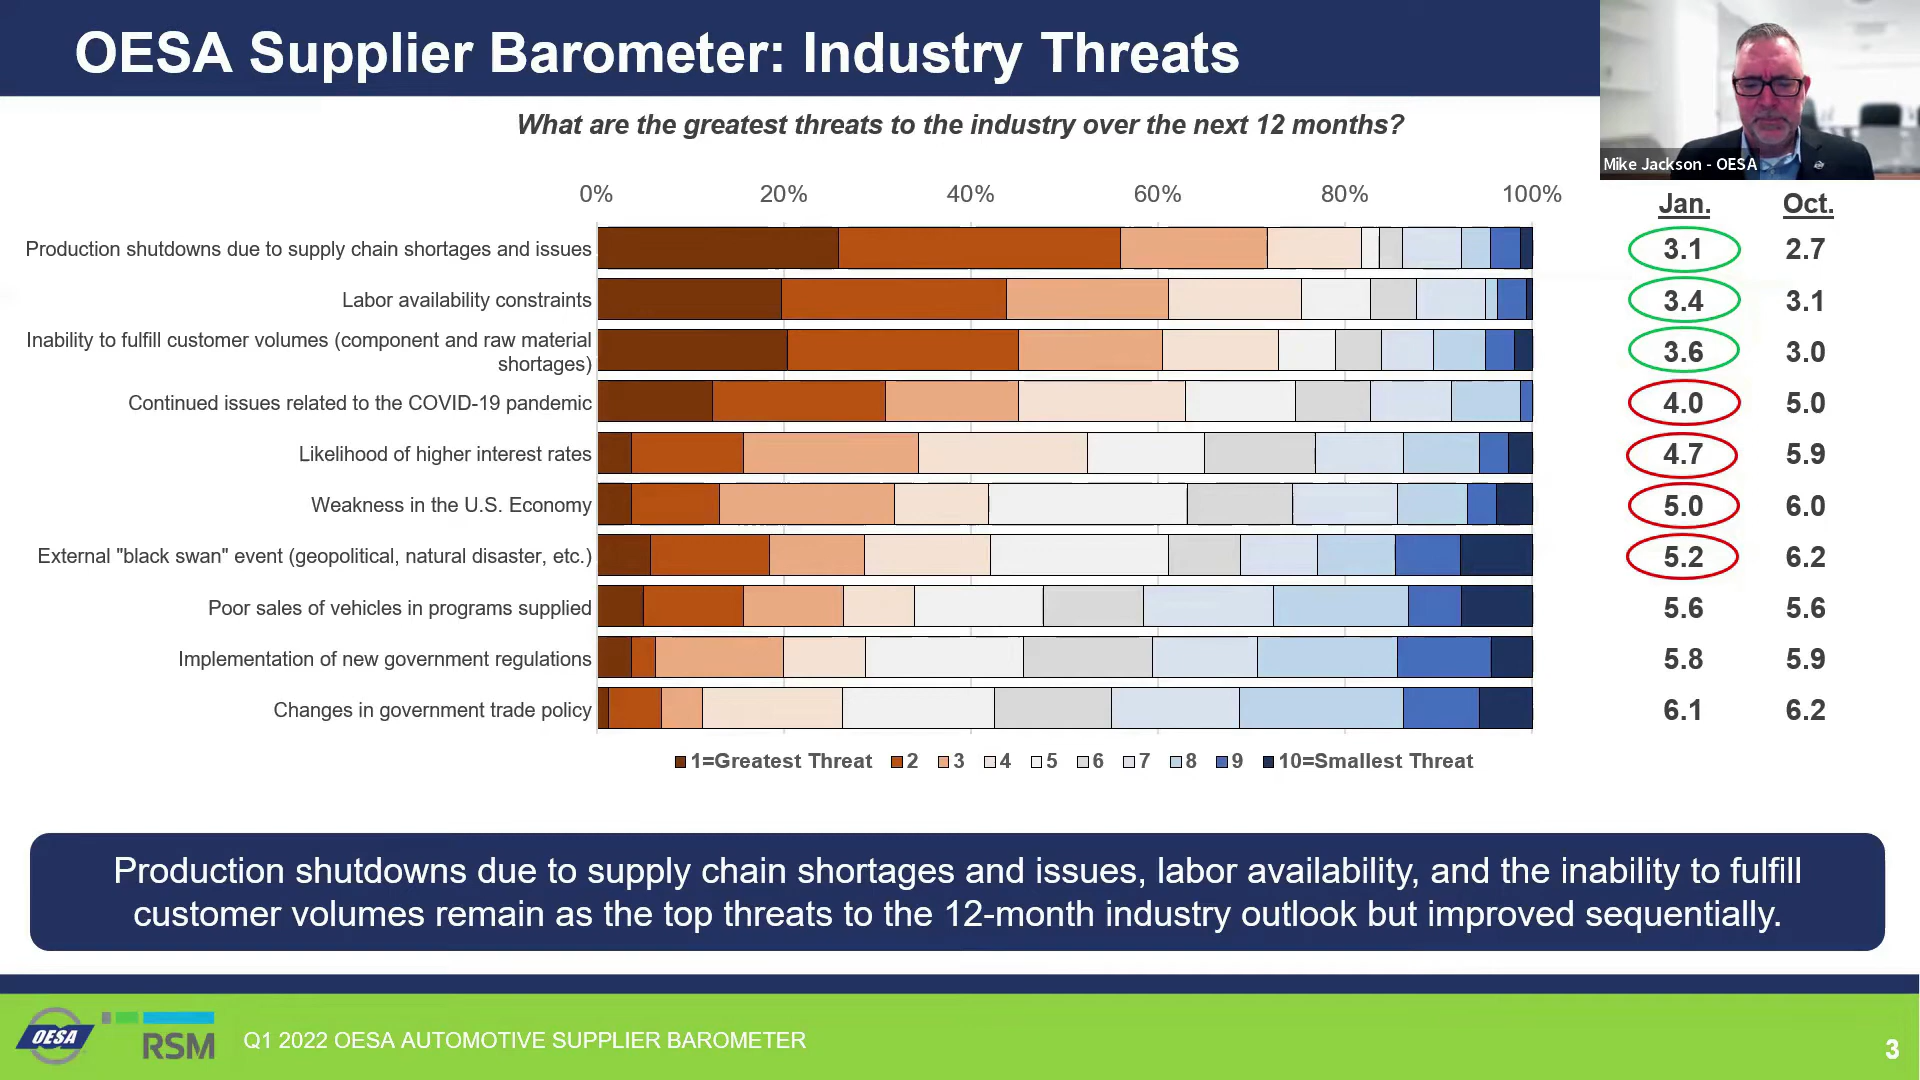 OESA Supplier Barometer: Industry Threats
Mike Jackson - OESA
What are the greatest threats to the industry over the next 12 months?
0% 20% 40% 60% 80% 100%
Jan. Oct.
Production shutdowns due to supply chain shortages and issues 3.1 2.7
Labor availability constraints 3.4 3.1
Inability to fulfill customer volumes (component and raw material
shortages) 3.6 3.0
Continued issues related to the COVID-19 pandemic 4.0 5.0
Likelihood of higher interest rates 4.7 5.9
Weakness in the U.S. Economy 5.0 6.0
External "black swan" event (geopolitical, natural disaster, etc.) 5.2 6.2
Poor sales of vehicles in programs supplied 5.6 5.6
Implementation of new government regulations 5.8 5.9
Changes in government trade policy 6.1 6.2
1=Greatest Threat 2 3 4 5 6 7 8 9 10=Smallest Threat
Production shutdowns due to supply chain shortages and issues, labor availability, and the inability to fulfill
customer volumes remain as the top threats to the 12-month industry outlook but improved sequentially.
OESA
RSM
Q1 2022 OESA AUTOMOTIVE SUPPLIER BAROMETER
3